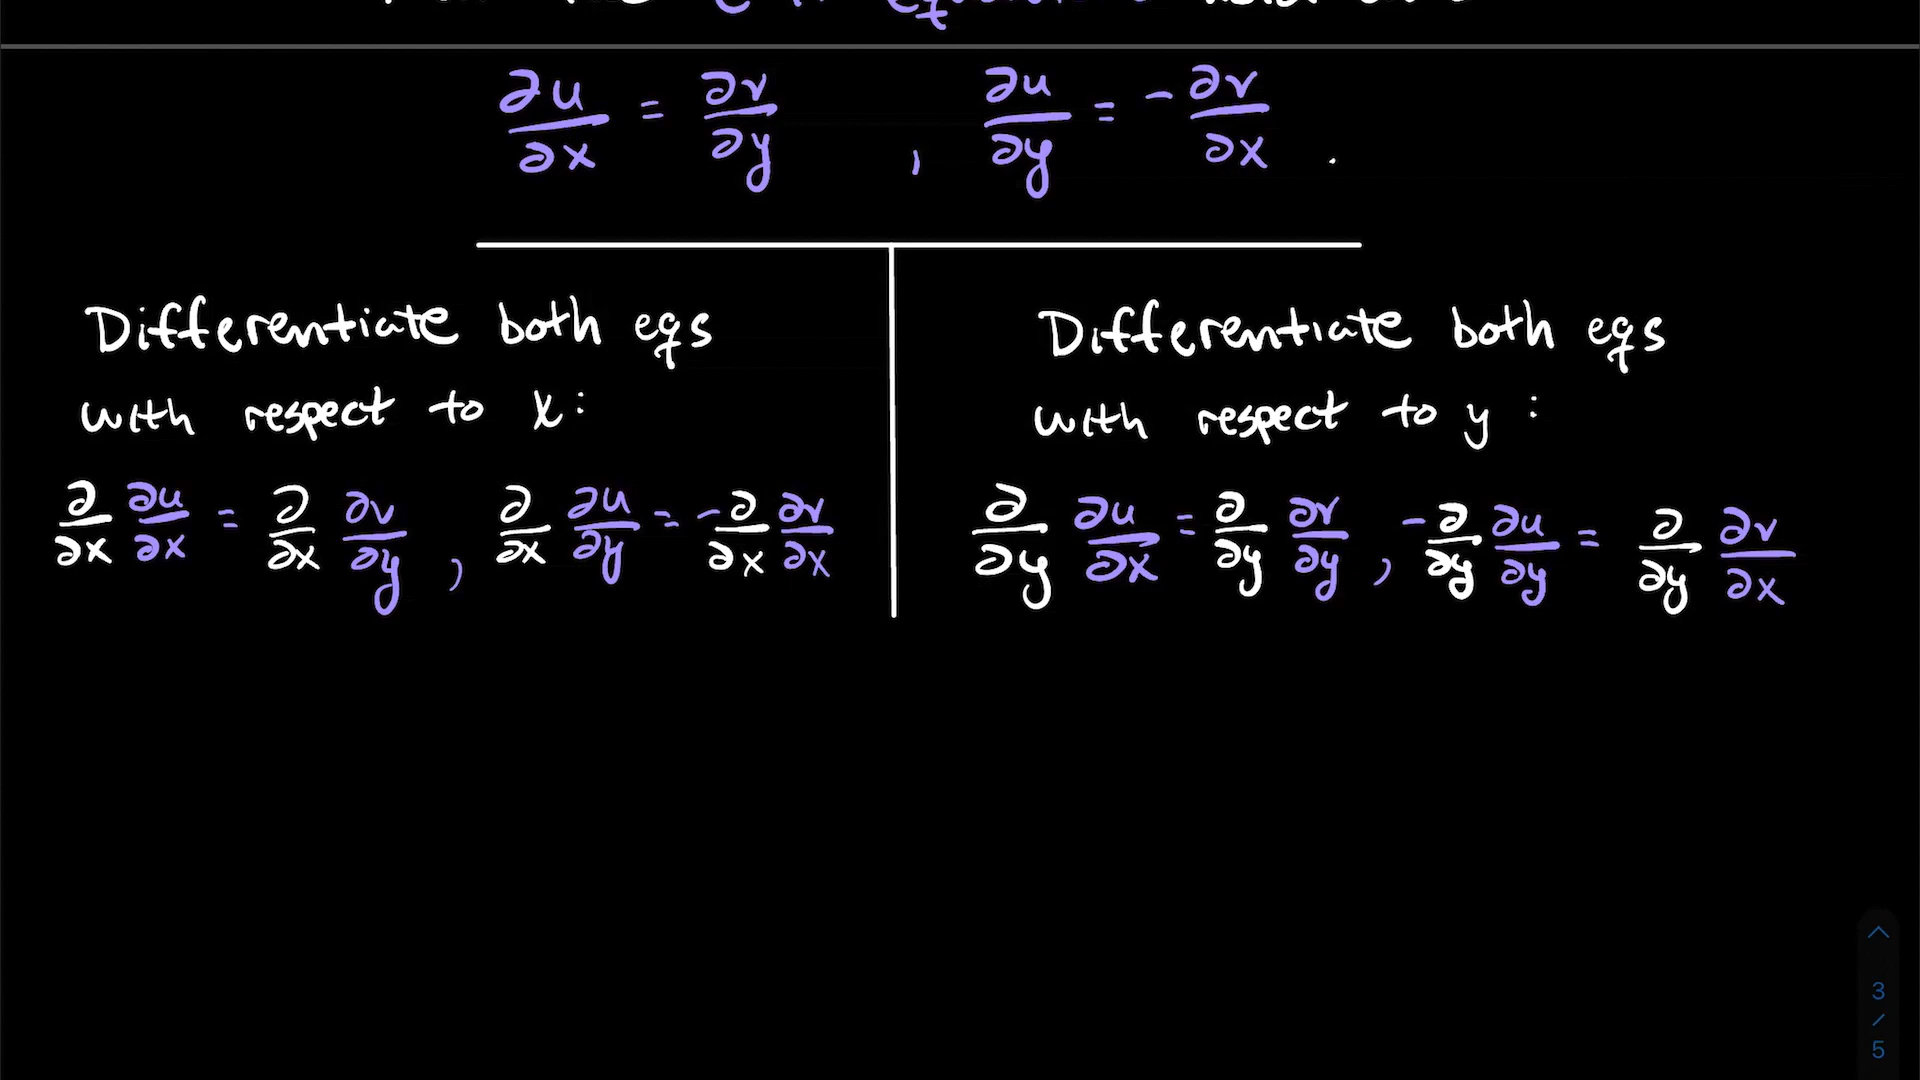 ∂u/∂x = ∂v/∂y , ∂u/∂y = - ∂v/∂x .
Differentiate both eqs
with respect to x:
∂/∂x ∂u/∂x = ∂/∂x ∂v/∂y , ∂/∂x ∂u/∂y = - ∂/∂x ∂v/∂x
Differentiate both eqs
with respect to y :
∂/∂y ∂u/∂x = ∂/∂y ∂v/∂y , - ∂/∂y ∂u/∂y = ∂/∂y ∂v/∂x
3
/
5